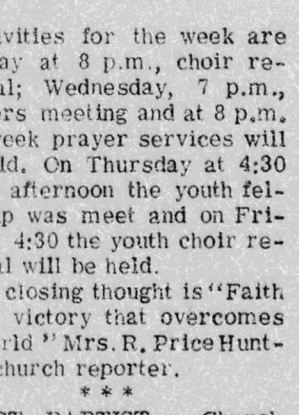 vities for the week are
ay at 8 p.m., choir re-
al; Wednesday, 7 p.m.,
ers meeting and at 8 p.m.
week prayer services will
ld. On Thursday at 4:30
afternoon the youth fel-
p was meet and on Fri-
4:30 the youth choir re-
al will be held.
closing thought is "Faith
victory that overcomes
rld " Mrs. R. Price Hunt-
church reporter.
* * *